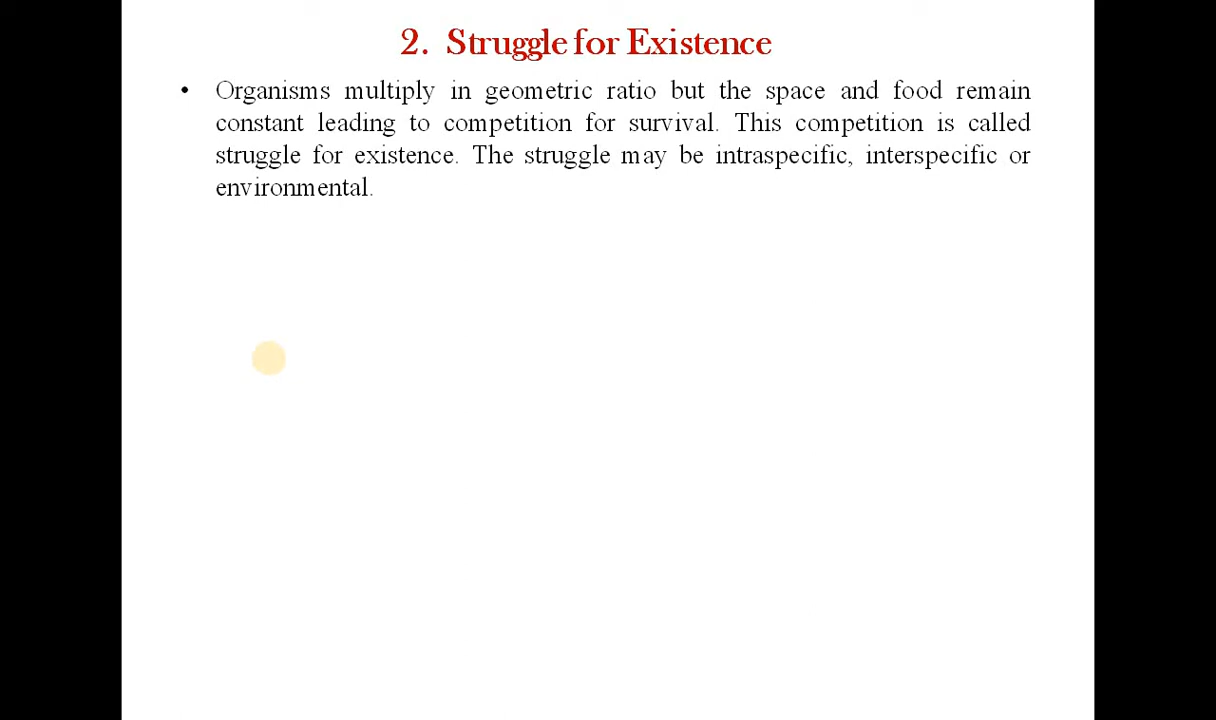 2. Struggle for Existence
• Organisms multiply in geometric ratio but the space and food remain
constant leading to competition for survival. This competition is called
struggle for existence. The struggle may be intraspecific, interspecific or
environmental.